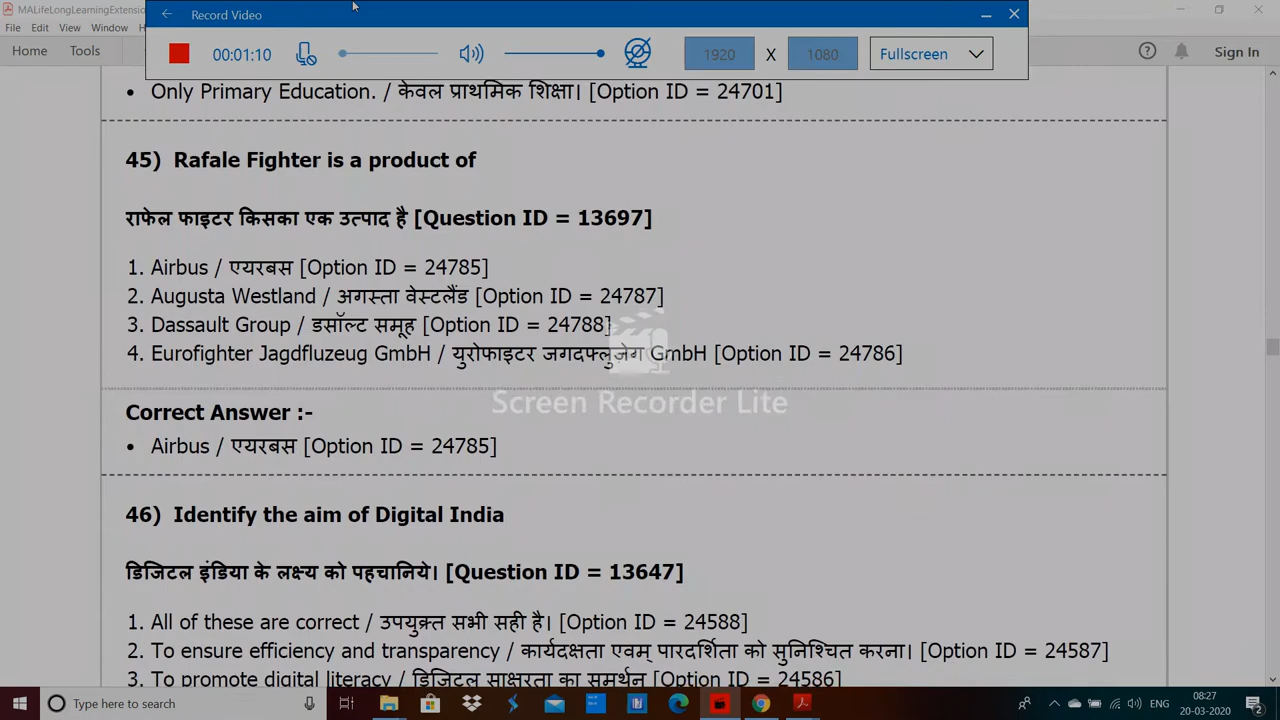 MALifeLongLearningExtension
Record Video
File Edit View Window
00:01:10 1920 X 1080 Fullscreen
Home Tools Sign In
• Only Primary Education. / केवल प्राथमिक शिक्षा। [Option ID = 24701]
45) Rafale Fighter is a product of
राफेल फाइटर किसका एक उत्पाद है [Question ID = 13697]
1. Airbus / एयरबस [Option ID = 24785]
2. Augusta Westland / अगस्ता वेस्टलैंड [Option ID = 24787]
3. Dassault Group / डसॉल्ट समूह [Option ID = 24788]
4. Eurofighter Jagdfluzeug GmbH / युरोफाइटर जगदफ्लुज़ेग GmbH [Option ID = 24786]
Screen Recorder Lite
Correct Answer :-
• Airbus / एयरबस [Option ID = 24785]
46) Identify the aim of Digital India
डिजिटल इंडिया के लक्ष्य को पहचानिये। [Question ID = 13647]
1. All of these are correct / उपयुक्र्त सभी सही है। [Option ID = 24588]
2. To ensure efficiency and transparency / कार्यदक्षता एवम् पारदर्शिता को सुनिश्चित करना। [Option ID = 24587]
3. To promote digital literacy / डिजिटल साक्षरता का समर्थन [Option ID = 24586]
Type here to search
ENG
08:27
20-03-2020
2